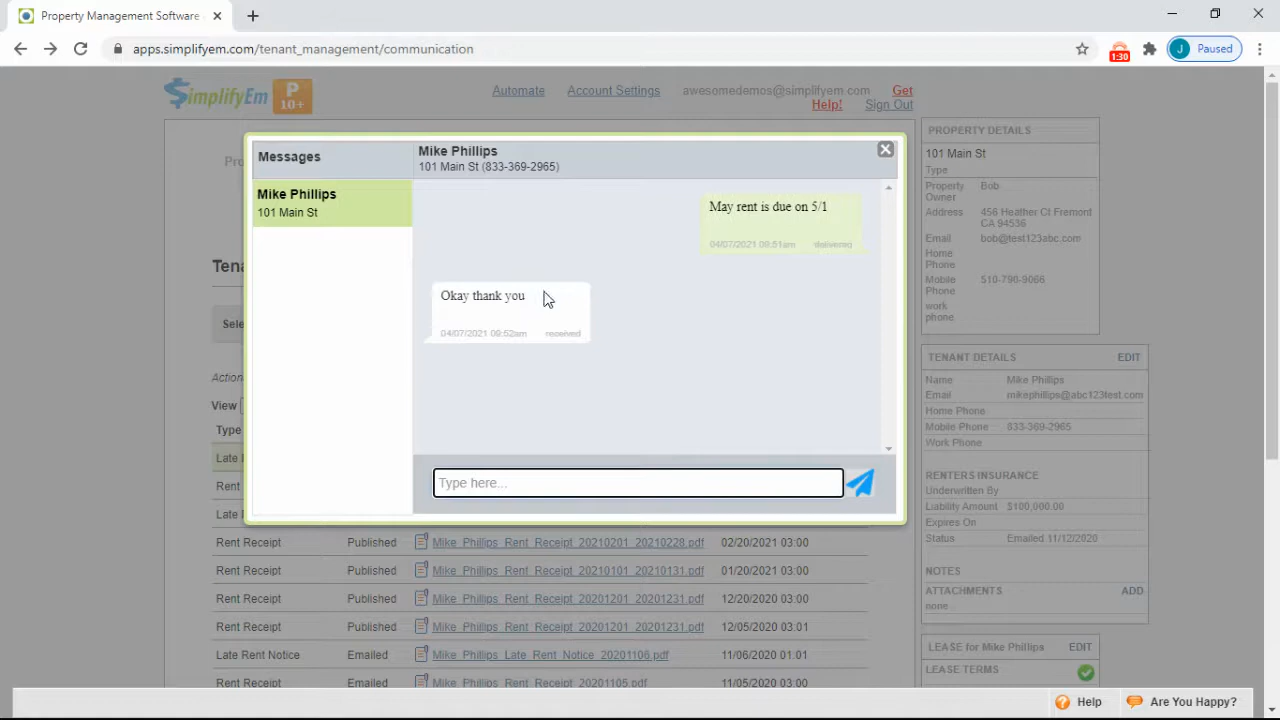 Property Management Software
apps.simplifyem.com/tenant_management/communication
1:30
J Paused
SimplifyEm P 10+
Automate Account Settings awesomedemos@simplifyem.com Get Help! Sign Out
Messages
Mike Phillips
101 Main St
Mike Phillips
101 Main St (833-369-2965)
May rent is due on 5/1
04/07/2021 09:51am delivered
Okay thank you
04/07/2021 09:52am received
Type here...
View
Type
Rent Receipt Published Mike_Phillips_Rent_Receipt_20210201_20210228.pdf 02/20/2021 03:00
Rent Receipt Published Mike_Phillips_Rent_Receipt_20210101_20210131.pdf 01/20/2021 03:00
Rent Receipt Published Mike_Phillips_Rent_Receipt_20201201_20201231.pdf 12/20/2020 03:00
Rent Receipt Published Mike_Phillips_Rent_Receipt_20201201_20201231.pdf 12/05/2020 03:01
Late Rent Notice Emailed Mike_Phillips_Late_Rent_Notice_20201106.pdf 11/06/2020 01:01
Rent Receipt Emailed Mike_Phillips_Rent_Receipt_20201105.pdf 11/05/2020 03:00
PROPERTY DETAILS
101 Main St
Type
Property Owner Bob
Address 456 Heather Ct Fremont CA 94536
Email bob@test123abc.com
Home Phone
Mobile Phone 510-790-9066
work phone
TENANT DETAILS EDIT
Name Mike Phillips
Email mikephillips@abc123test.com
Home Phone
Mobile Phone 833-369-2965
Work Phone
RENTERS INSURANCE
Underwritten By
Liability Amount $100,000.00
Expires On
Status Emailed 11/12/2020
NOTES
ATTACHMENTS ADD
none
LEASE for Mike Phillips EDIT
LEASE TERMS
Help Are You Happy?